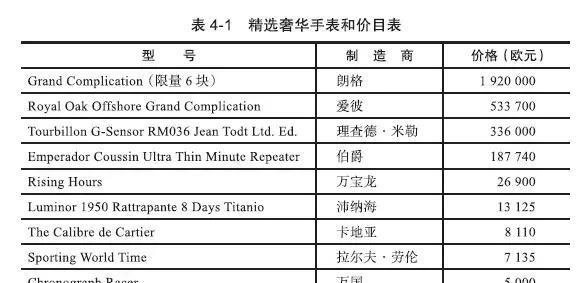 表 4-1 精选奢华手表和价目表
型 号 制 造 商 价格（欧元）
Grand Complication（限量 6 块） 朗格 1 920 000
Royal Oak Offshore Grand Complication 爱彼 533 700
Tourbillon G-Sensor RM036 Jean Todt Ltd. Ed. 理查德·米勒 336 000
Emperador Coussin Ultra Thin Minute Repeater 伯爵 187 740
Rising Hours 万宝龙 26 900
Luminor 1950 Rattrapante 8 Days Titanio 沛纳海 13 125
The Calibre de Cartier 卡地亚 8 110
Sporting World Time 拉尔夫·劳伦 7 135
Chronograph Racer 万国 5 000